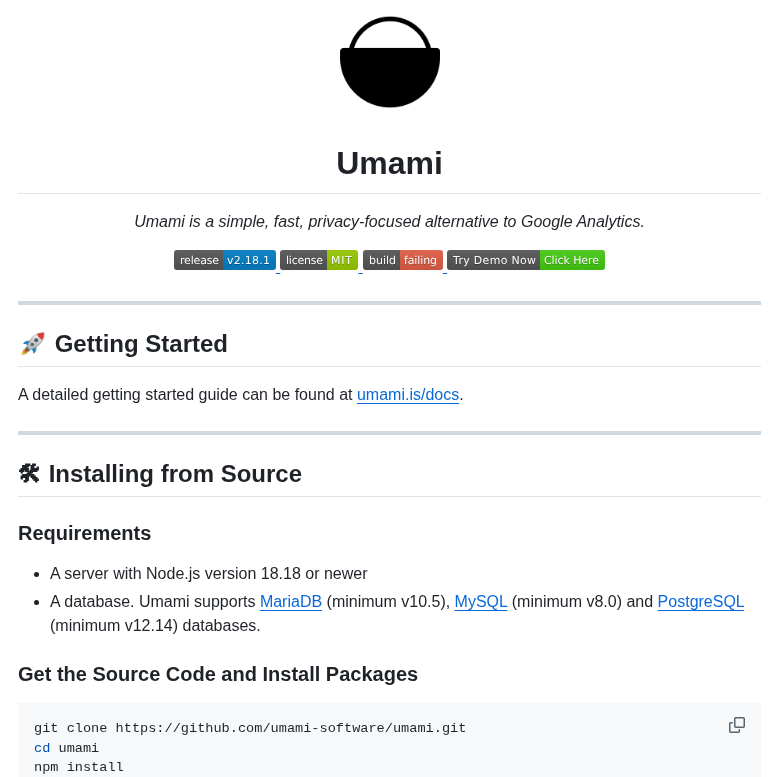 Umami
Umami is a simple, fast, privacy-focused alternative to Google Analytics.
release v2.18.1 license MIT build failing Try Demo Now Click Here
🚀 Getting Started
A detailed getting started guide can be found at umami.is/docs.
🛠 Installing from Source
Requirements
• A server with Node.js version 18.18 or newer
• A database. Umami supports MariaDB (minimum v10.5), MySQL (minimum v8.0) and PostgreSQL
(minimum v12.14) databases.
Get the Source Code and Install Packages
git clone https://github.com/umami-software/umami.git
cd umami
npm install